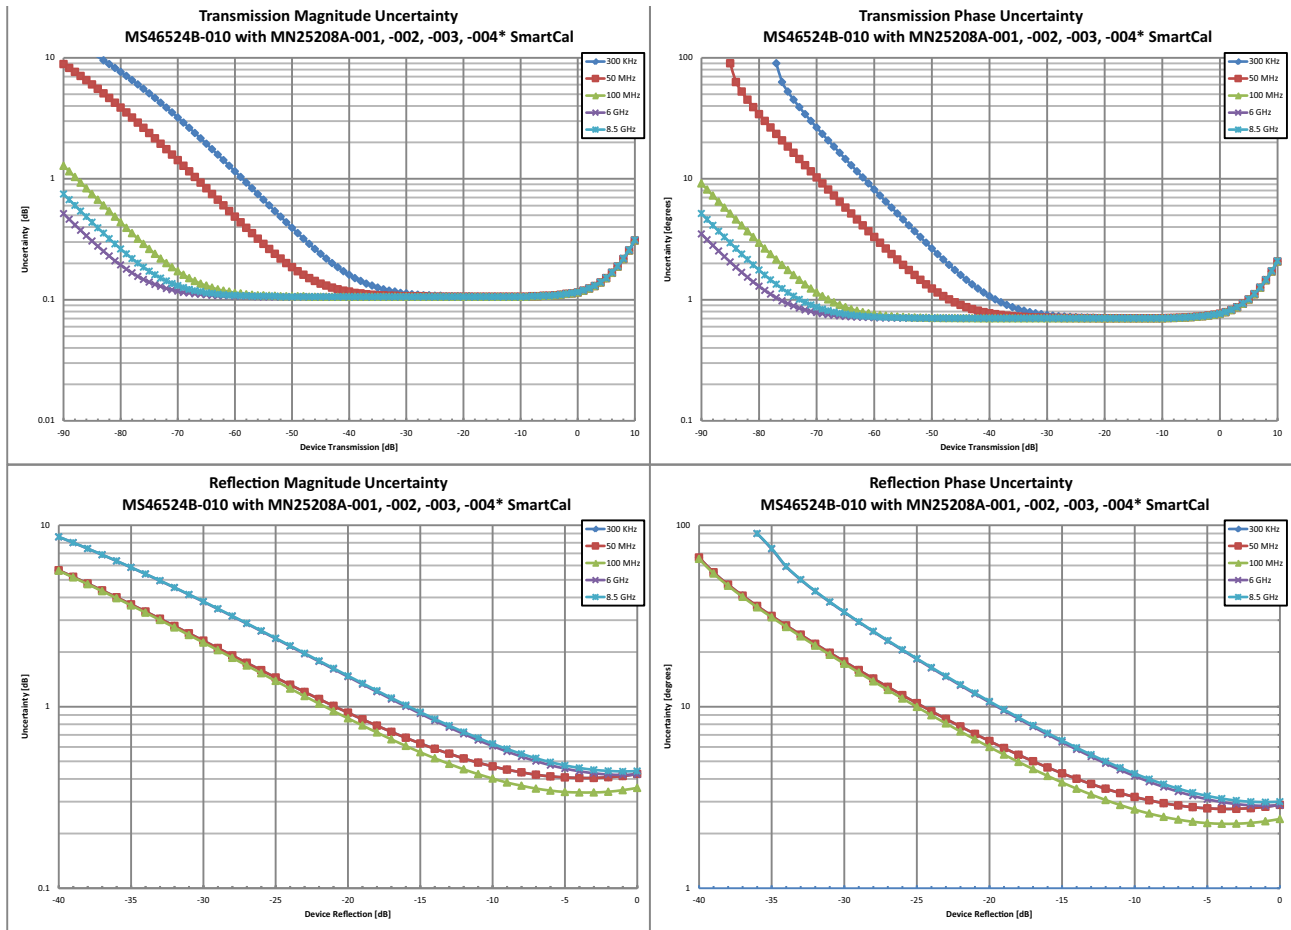 Transmission Magnitude Uncertainty
MS46524B-010 with MN25208A-001, -002, -003, -004* SmartCal
10
1
0.1
0.01
Uncertainty [dB]
-90 -80 -70 -60 -50 -40 -30 -20 -10 0 10
Device Transmission [dB]
300 KHz
50 MHz
100 MHz
6 GHz
8.5 GHz
Transmission Phase Uncertainty
MS46524B-010 with MN25208A-001, -002, -003, -004* SmartCal
100
10
1
0.1
Uncertainty [degrees]
-90 -80 -70 -60 -50 -40 -30 -20 -10 0 10
Device Transmission [dB]
300 KHz
50 MHz
100 MHz
6 GHz
8.5 GHz
Reflection Magnitude Uncertainty
MS46524B-010 with MN25208A-001, -002, -003, -004* SmartCal
10
1
0.1
Uncertainty [dB]
-40 -35 -30 -25 -20 -15 -10 -5 0
Device Reflection [dB]
300 KHz
50 MHz
100 MHz
6 GHz
8.5 GHz
Reflection Phase Uncertainty
MS46524B-010 with MN25208A-001, -002, -003, -004* SmartCal
100
10
1
Uncertainty [degrees]
-40 -35 -30 -25 -20 -15 -10 -5 0
Device Reflection [dB]
300 KHz
50 MHz
100 MHz
6 GHz
8.5 GHz